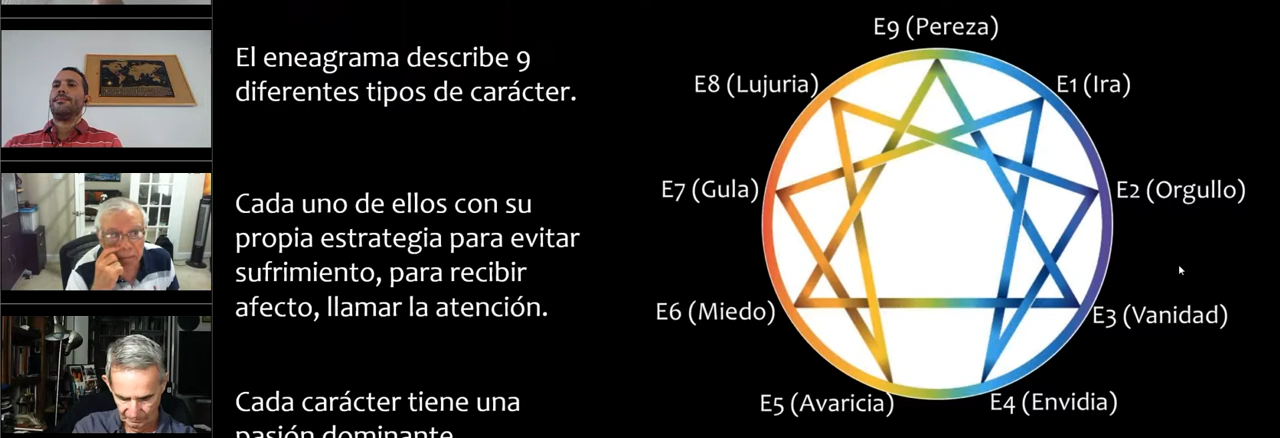 El eneagrama describe 9
diferentes tipos de carácter.
Cada uno de ellos con su
propia estrategia para evitar
sufrimiento, para recibir
afecto, llamar la atención.
Cada carácter tiene una
pasión dominante
E9 (Pereza)
E8 (Lujuria)
E1 (Ira)
E7 (Gula)
E2 (Orgullo)
E6 (Miedo)
E3 (Vanidad)
E5 (Avaricia)
E4 (Envidia)